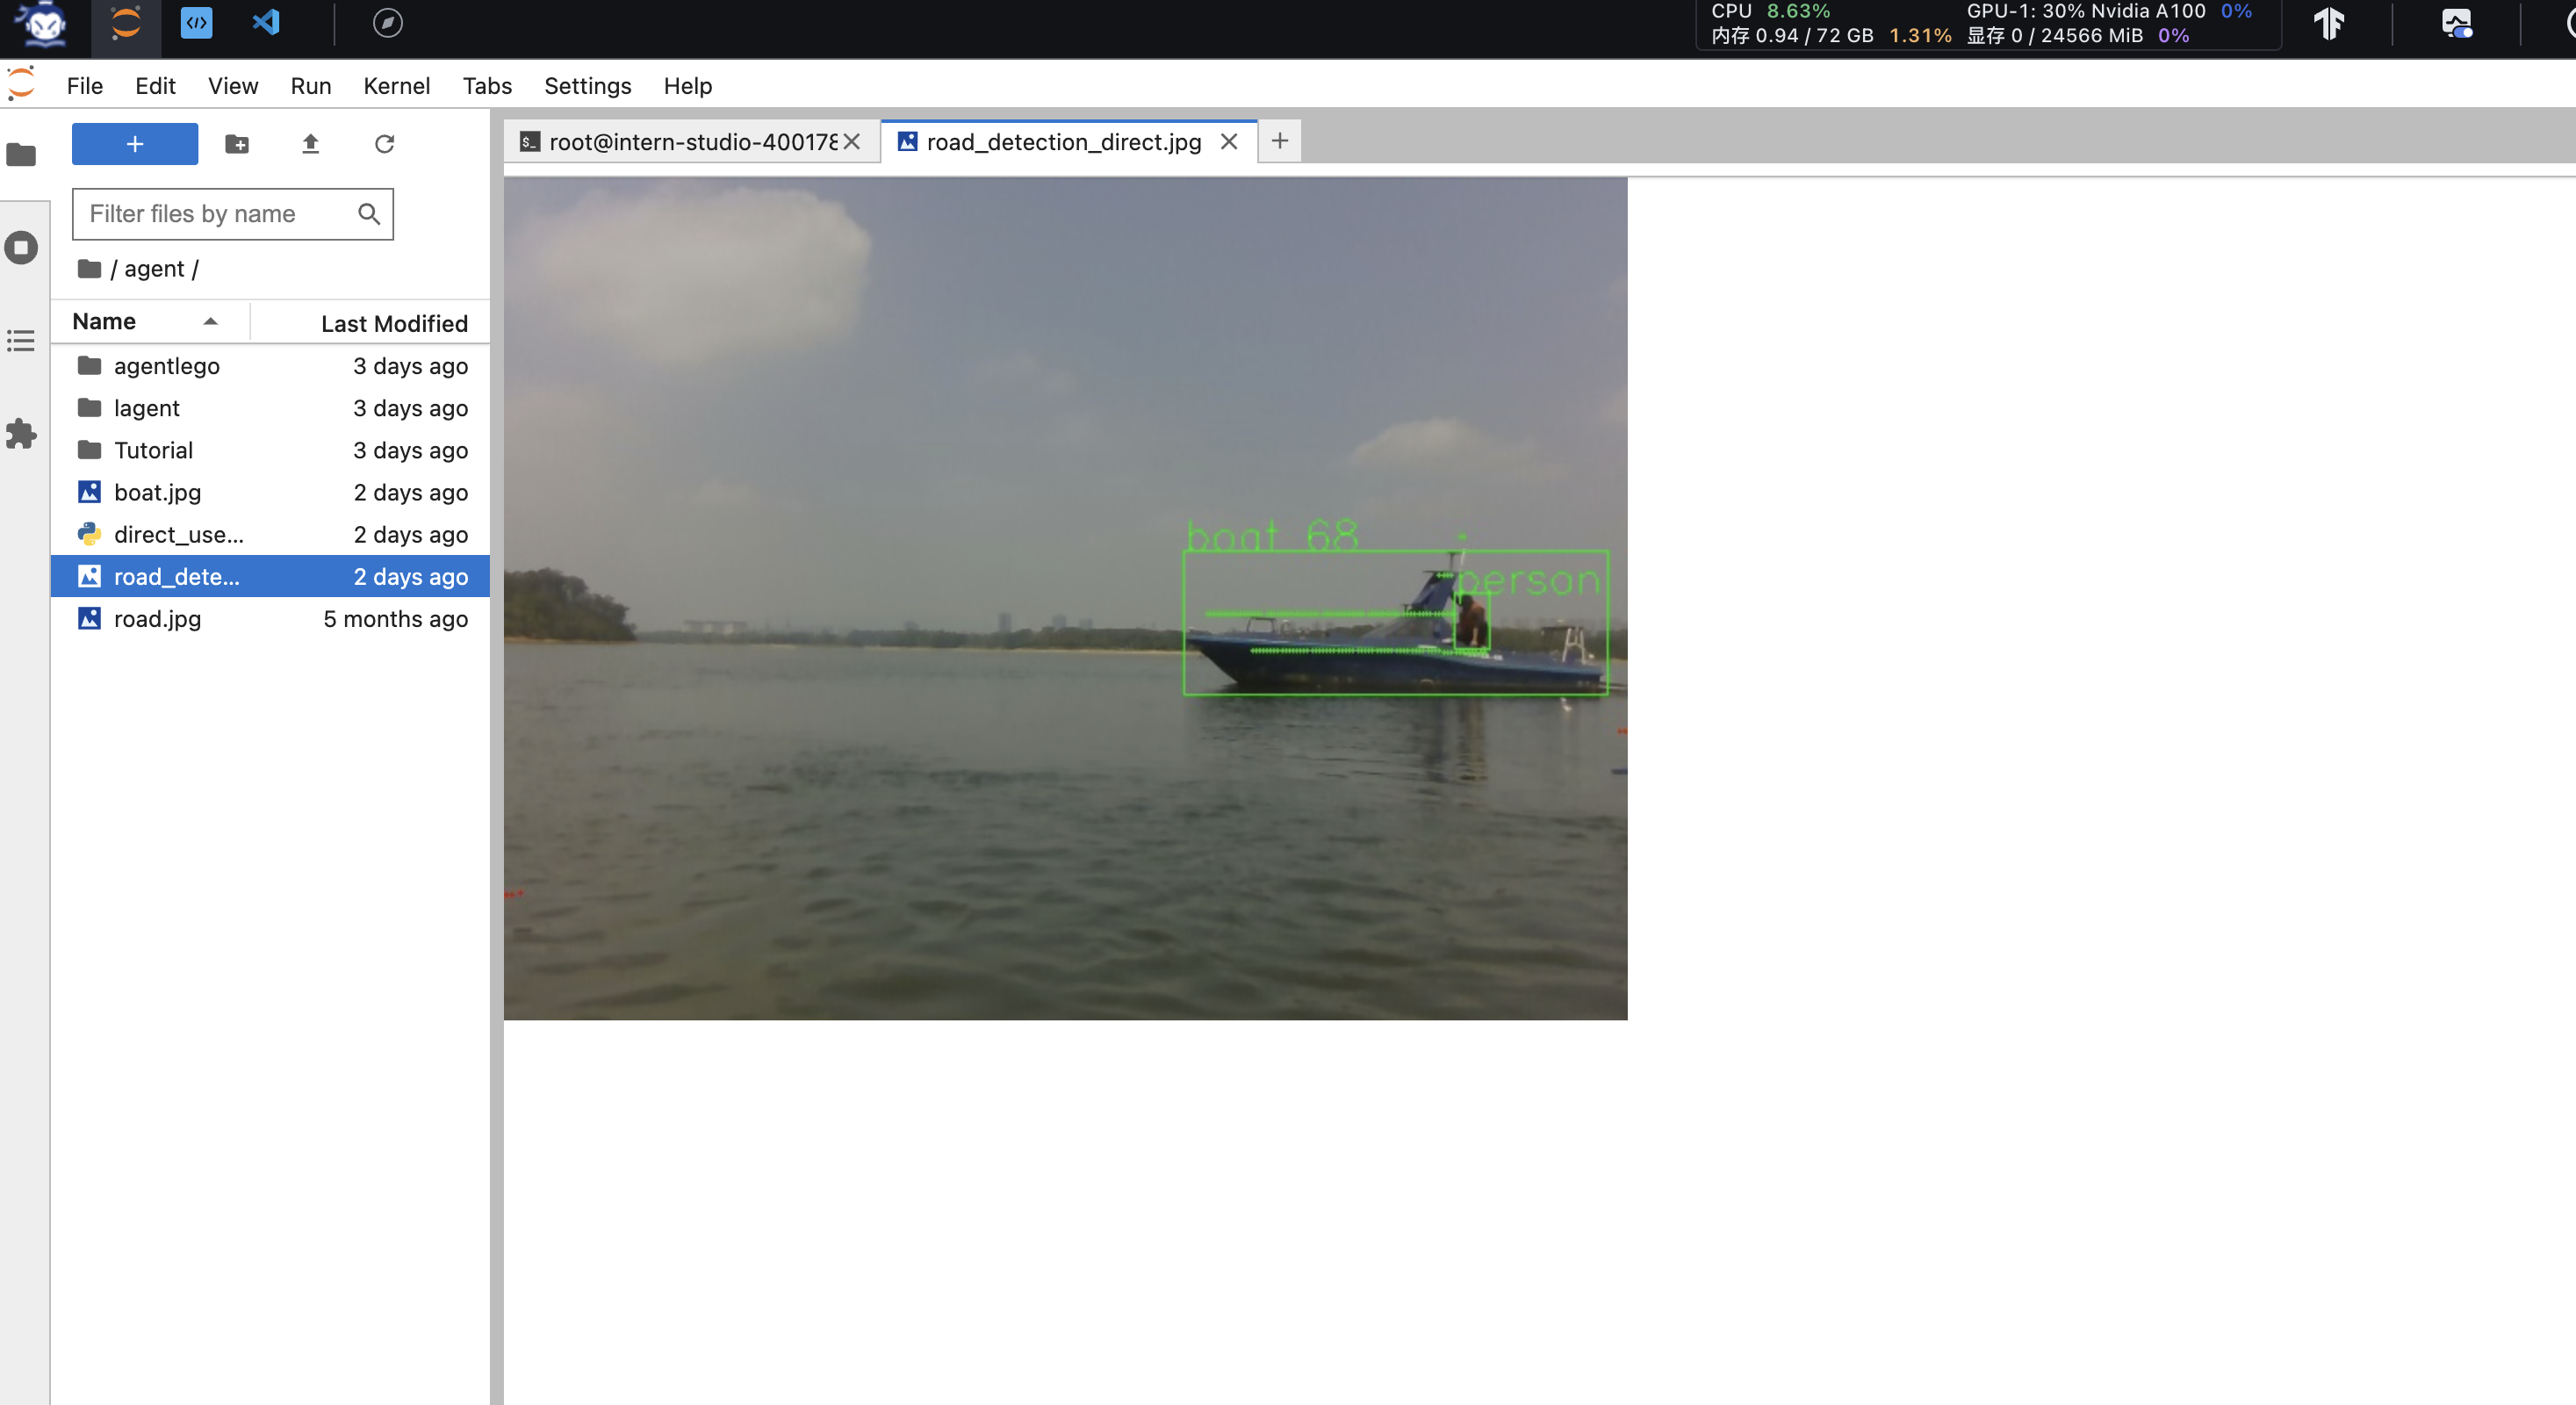 CPU 8.63% GPU-1: 30% Nvidia A100 0%
内存 0.94 / 72 GB 1.31% 显存 0 / 24566 MiB 0%
File Edit View Run Kernel Tabs Settings Help
+
root@intern-studio-400178
road_detection_direct.jpg
+
Filter files by name
/ agent /
Name Last Modified
agentlego 3 days ago
lagent 3 days ago
Tutorial 3 days ago
boat.jpg 2 days ago
direct_use... 2 days ago
road_dete... 2 days ago
road.jpg 5 months ago
boat 68
person